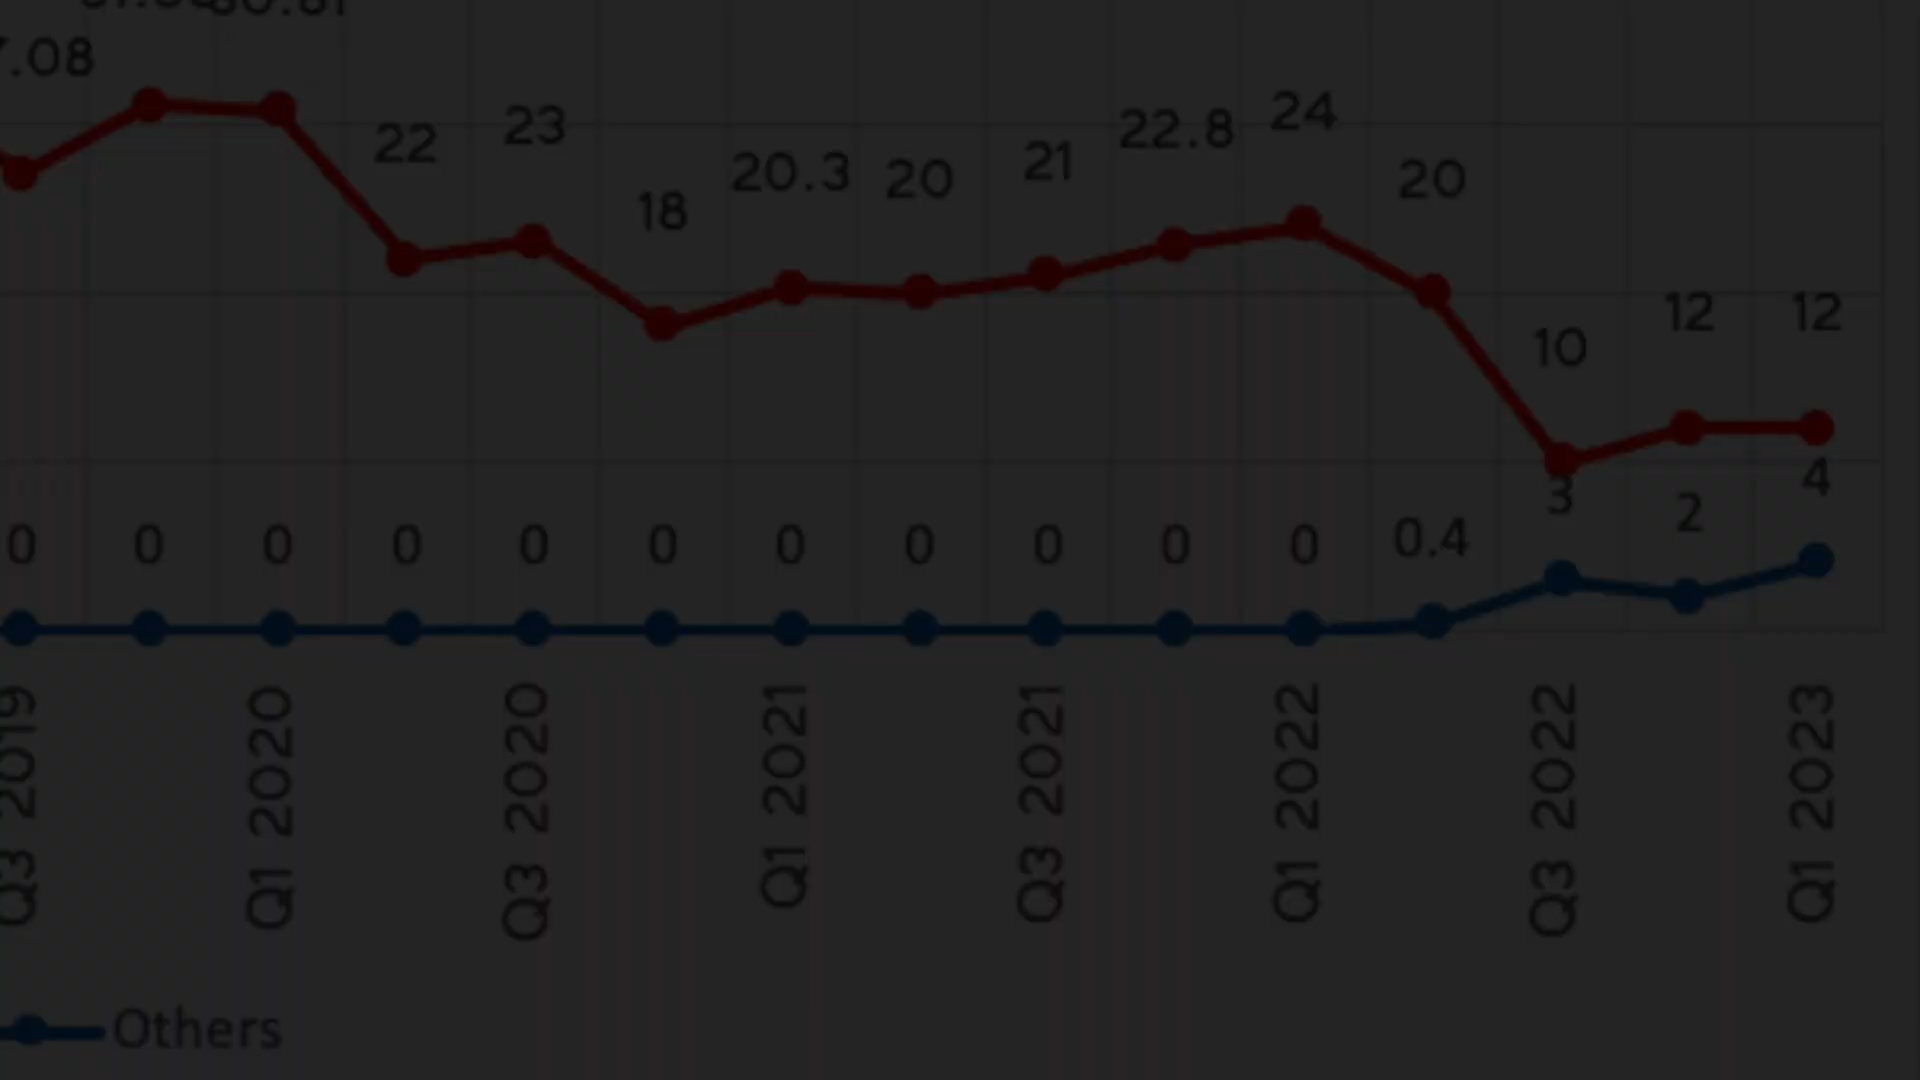 7.08
22 23 18 20.3 20 21 22.8 24 20 10 12 12
0 0 0 0 0 0 0 0 0 0 0 0.4 3 2 4
Q3 2019 Q1 2020 Q3 2020 Q1 2021 Q3 2021 Q1 2022 Q3 2022 Q1 2023
Others